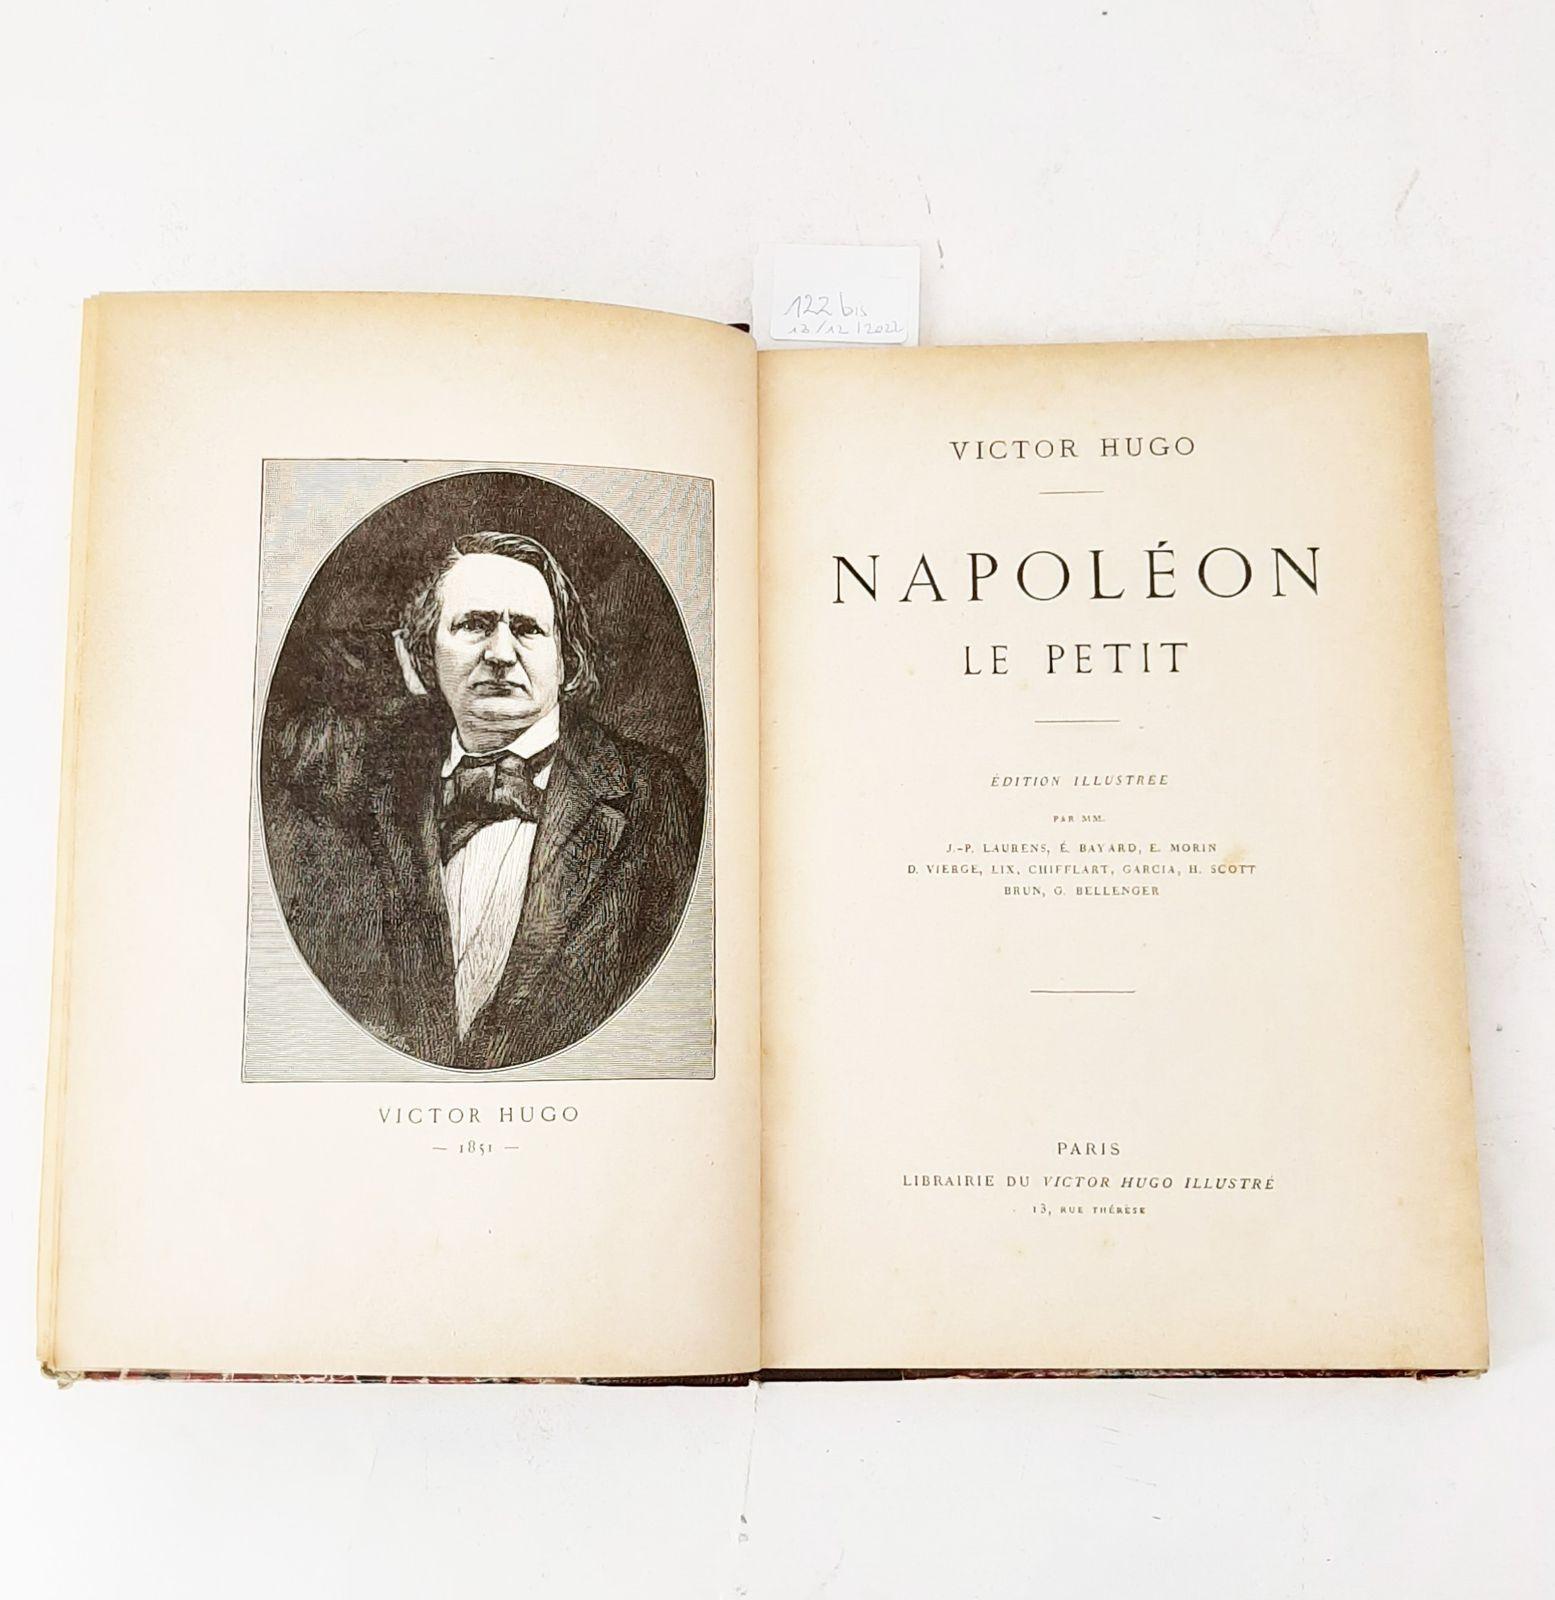 122 bis
13/12/2022
VICTOR HUGO
— 1851 —
VICTOR HUGO
NAPOLÉON
LE PETIT
ÉDITION ILLUSTRÉE
PAR MM.
J.-P. LAURENS, É. BAYARD, E. MORIN
D. VIERGE, LIX, CHIFFLART, GARCIA, H. SCOTT
BRUN, G. BELLENGER
PARIS
LIBRAIRIE DU VICTOR HUGO ILLUSTRÉ
13, RUE THÉRÈSE